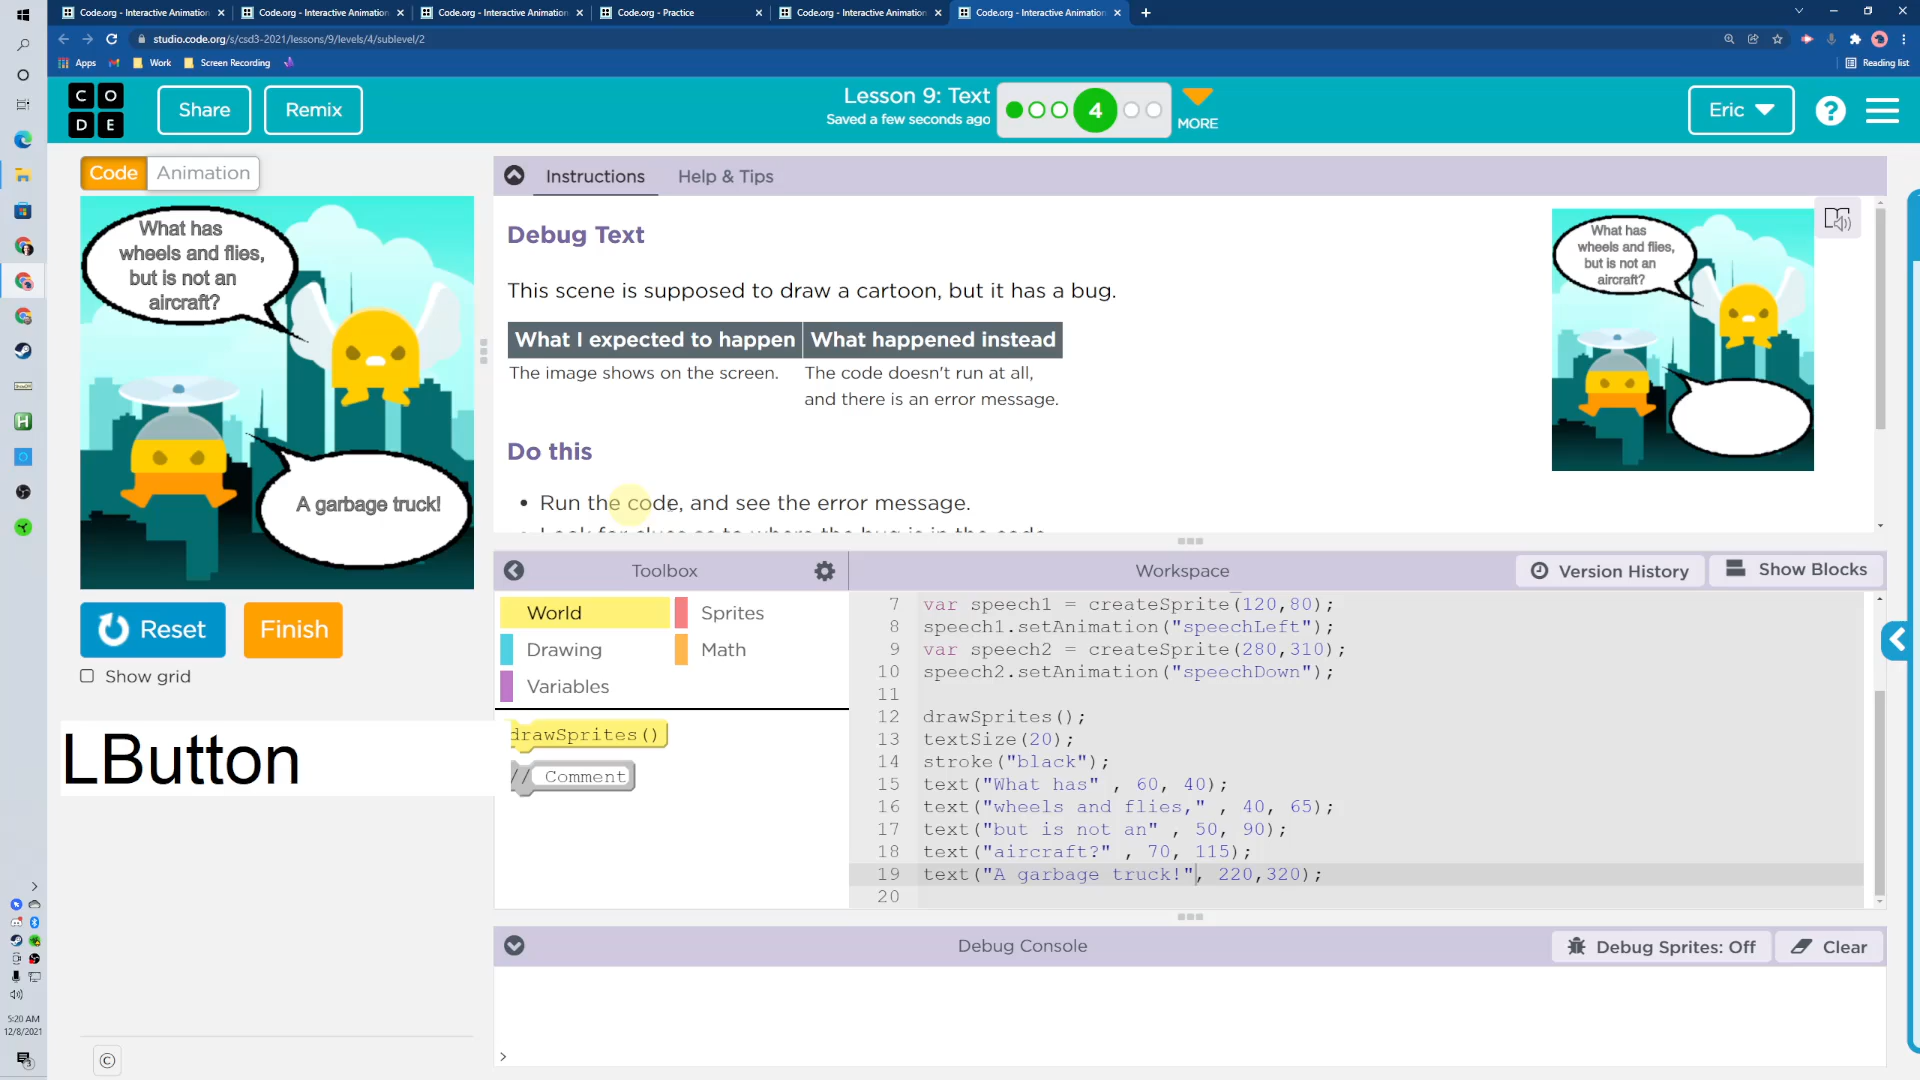 Code.org - Interactive Animation
Code.org - Interactive Animation
Code.org - Interactive Animation
Code.org - Practice
Code.org - Interactive Animation
Code.org - Interactive Animation
studio.code.org/s/csd3-2021/lessons/9/levels/4/sublevel/2
Apps
Work
Screen Recording
Reading list
C O
D E
Share
Remix
Lesson 9: Text
Saved a few seconds ago
4
MORE
Eric
?
Code
Animation
What has
wheels and flies,
but is not an
aircraft?
A garbage truck!
Reset
Finish
Show grid
LButton
Instructions
Help & Tips
Debug Text
This scene is supposed to draw a cartoon, but it has a bug.
What I expected to happen
What happened instead
The image shows on the screen.
The code doesn't run at all,
and there is an error message.
Do this
• Run the code, and see the error message.
What has
wheels and flies,
but is not an
aircraft?
Toolbox
Workspace
Version History
Show Blocks
World
Sprites
Drawing
Math
Variables
drawSprites()
// Comment
7 var speech1 = createSprite(120,80);
8 speech1.setAnimation("speechLeft");
9 var speech2 = createSprite(280,310);
10 speech2.setAnimation("speechDown");
11
12 drawSprites();
13 textSize(20);
14 stroke("black");
15 text("What has" , 60, 40);
16 text("wheels and flies," , 40, 65);
17 text("but is not an" , 50, 90);
18 text("aircraft?" , 70, 115);
19 text("A garbage truck!", 220,320);
20
Debug Console
Debug Sprites: Off
Clear
>
5:20 AM
12/8/2021
©